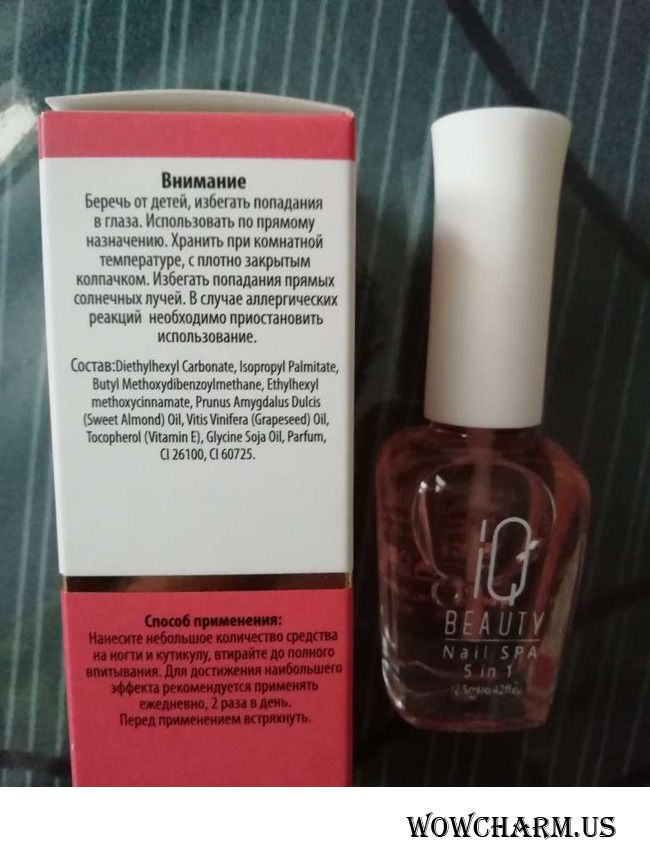 Внимание
Беречь от детей, избегать попадания
в глаза. Использовать по прямому
назначению. Хранить при комнатной
температуре, с плотно закрытым
колпачком. Избегать попадания прямых
солнечных лучей. В случае аллергических
реакций необходимо приостановить
использование.
Состав:Diethylhexyl Carbonate, Isopropyl Palmitate,
Butyl Methoxydibenzoylmethane, Ethylhexyl
methoxycinnamate, Prunus Amygdalus Dulcis
(Sweet Almond) Oil, Vitis Vinifera (Grapeseed) Oil,
Tocopherol (Vitamin E), Glycine Soja Oil, Parfum,
CI 26100, CI 60725.
Способ применения:
Нанесите небольшое количество средства
на ногти и кутикулу, втирайте до полного
впитывания. Для достижения наибольшего
эффекта рекомендуется применять
ежедневно, 2 раза в день.
Перед применением встряхнуть.
iQ
BEAUTY
Nail SPA
5 in 1
WOWCHARM.US